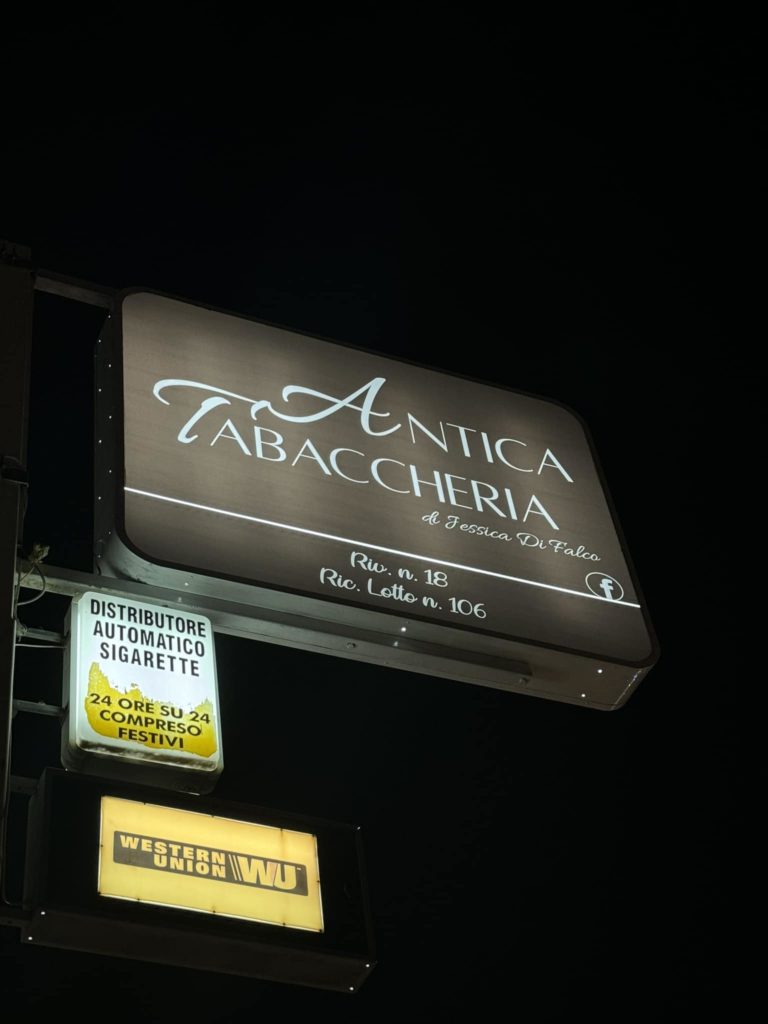 ANTICA
TABACCHERIA
di Jessica Di Falco
Riv. n. 18
Ric. Lotto n. 106
f
DISTRIBUTORE
AUTOMATICO
SIGARETTE
24 ORE SU 24
COMPRESO
FESTIVI
WESTERN
UNION
WU